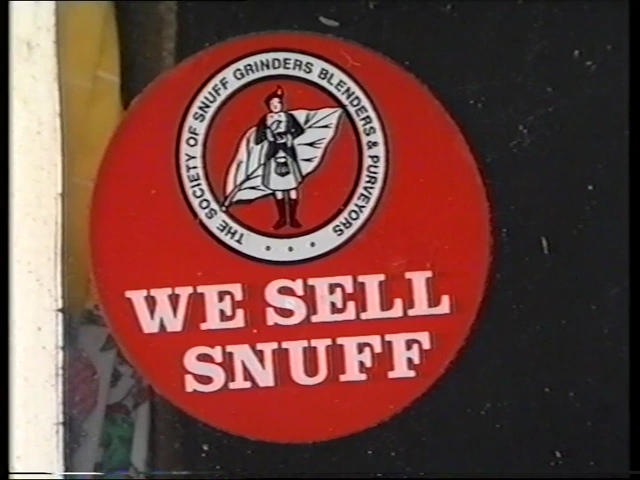 THE SOCIETY OF SNUFF GRINDERS BLENDERS & PURVEYORS
WE SELL
SNUFF